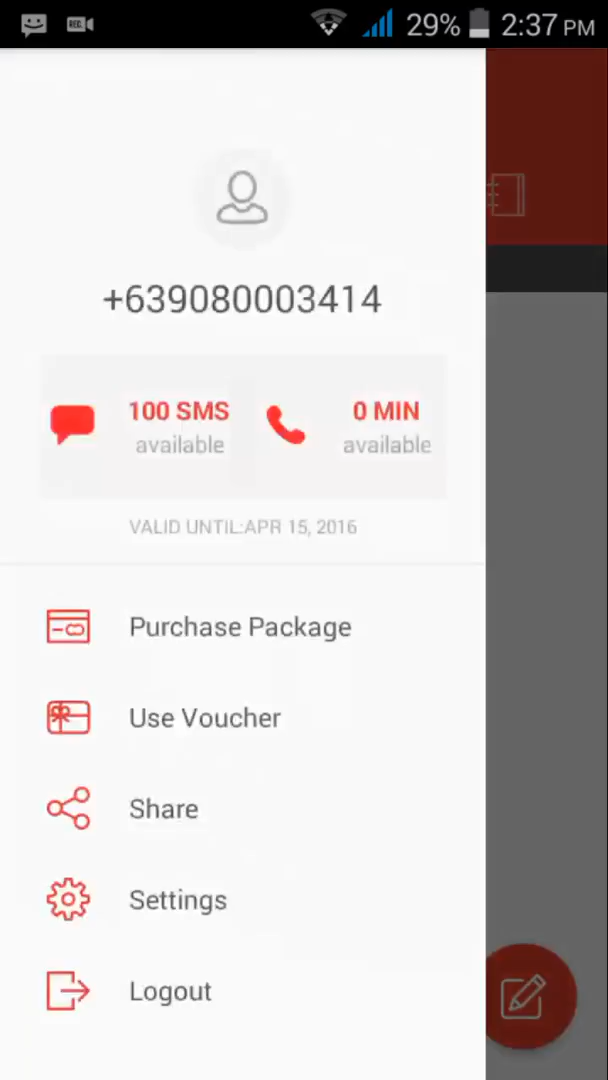 REC 29% 2:37 PM
+639080003414
100 SMS 0 MIN
available available
VALID UNTIL:APR 15, 2016
Purchase Package
Use Voucher
Share
Settings
Logout